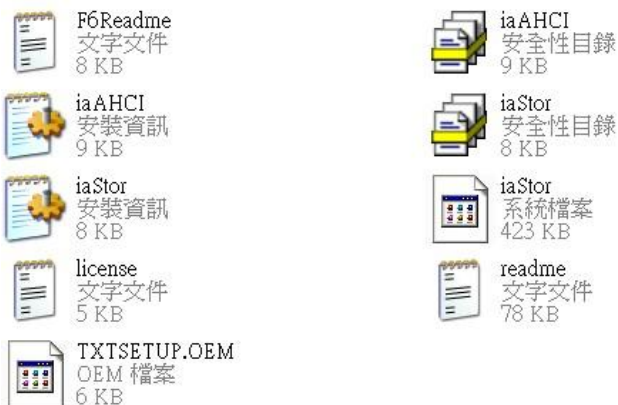 F6Readme
文字文件
8 KB
iaAHCI
安全性目錄
9 KB
iaAHCI
安裝資訊
9 KB
iaStor
安全性目錄
8 KB
iaStor
安裝資訊
8 KB
iaStor
系統檔案
423 KB
license
文字文件
5 KB
readme
文字文件
78 KB
TXTSETUP.OEM
OEM 檔案
6 KB